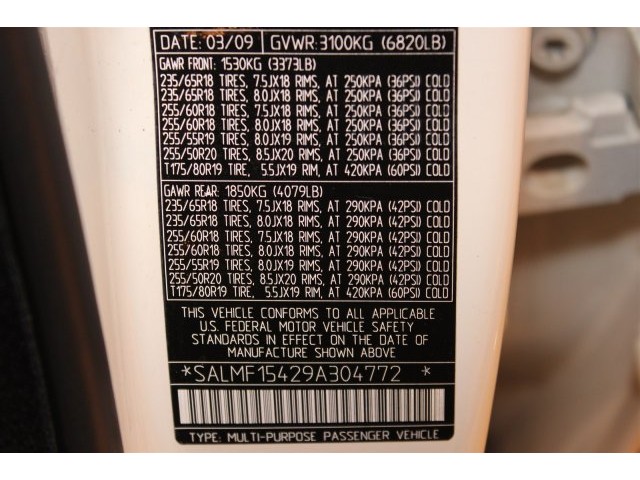 DATE: 03/09 GVWR: 3100KG (6820LB)
GAWR FRONT: 1530KG (3373LB)
235/65R18 TIRES, 7.5JX18 RIMS, AT 250KPA (36PSI) COLD
235/65R18 TIRES, 8.0JX18 RIMS, AT 250KPA (36PSI) COLD
255/60R18 TIRES, 7.5JX18 RIMS, AT 250KPA (36PSI) COLD
255/60R18 TIRES, 8.0JX18 RIMS, AT 250KPA (36PSI) COLD
255/55R19 TIRES, 8.0JX19 RIMS, AT 250KPA (36PSI) COLD
255/50R20 TIRES, 8.5JX20 RIMS, AT 250KPA (36PSI) COLD
T175/80R19 TIRE, 5.5JX19 RIM, AT 420KPA (60PSI) COLD
GAWR REAR: 1850KG (4079LB)
235/65R18 TIRES, 7.5JX18 RIMS, AT 290KPA (42PSI) COLD
235/65R18 TIRES, 8.0JX18 RIMS, AT 290KPA (42PSI) COLD
255/60R18 TIRES, 7.5JX18 RIMS, AT 290KPA (42PSI) COLD
255/60R18 TIRES, 8.0JX18 RIMS, AT 290KPA (42PSI) COLD
255/55R19 TIRES, 8.0JX19 RIMS, AT 290KPA (42PSI) COLD
255/50R20 TIRES, 8.5JX20 RIMS, AT 290KPA (42PSI) COLD
T175/80R19 TIRE, 5.5JX19 RIM, AT 420KPA (60PSI) COLD
THIS VEHICLE CONFORMS TO ALL APPLICABLE
U.S. FEDERAL MOTOR VEHICLE SAFETY
STANDARDS IN EFFECT ON THE DATE OF
MANUFACTURE SHOWN ABOVE
*SALMF15429A304772 *
TYPE: MULTI-PURPOSE PASSENGER VEHICLE